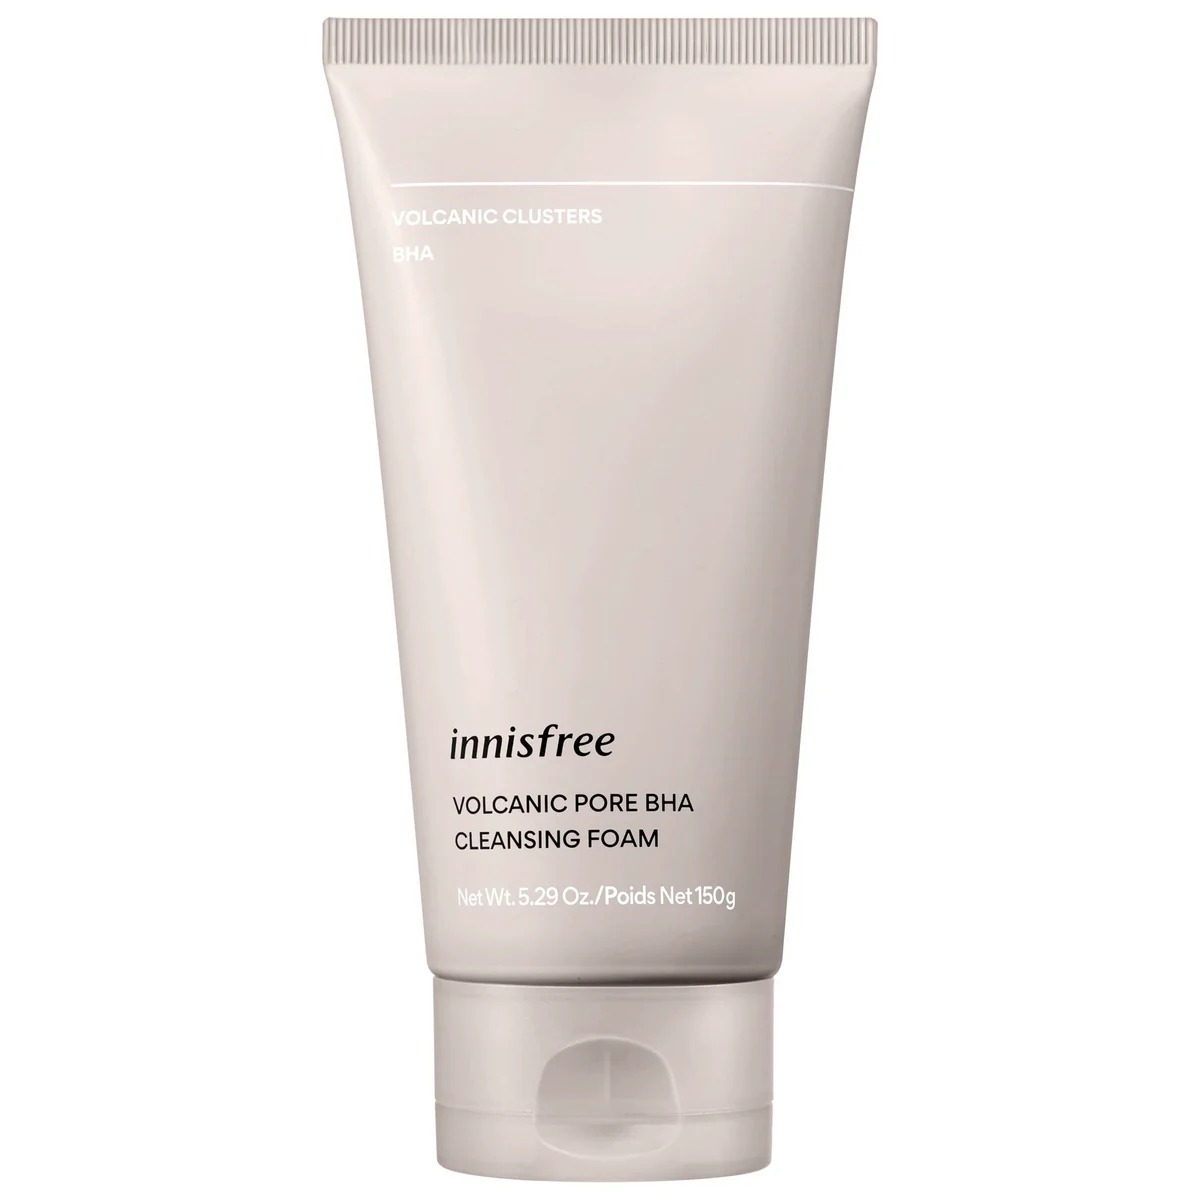 VOLCANIC CLUSTERS
BHA
innisfree
VOLCANIC PORE BHA
CLEANSING FOAM
Net Wt. 5.29 Oz./Poids Net 150g